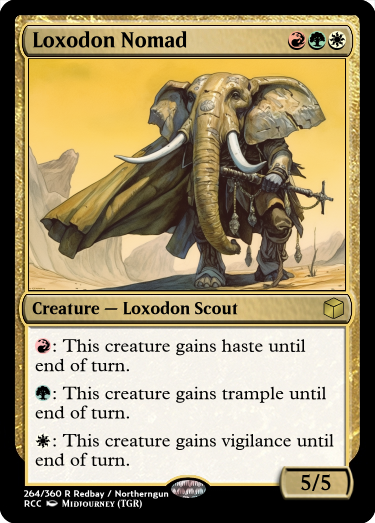 Loxodon Nomad
Creature — Loxodon Scout
: This creature gains haste until
end of turn.
: This creature gains trample until
end of turn.
: This creature gains vigilance until
end of turn.
5/5
264/360 R Redbay / Northerngun
RCC Midjourney (TGR)